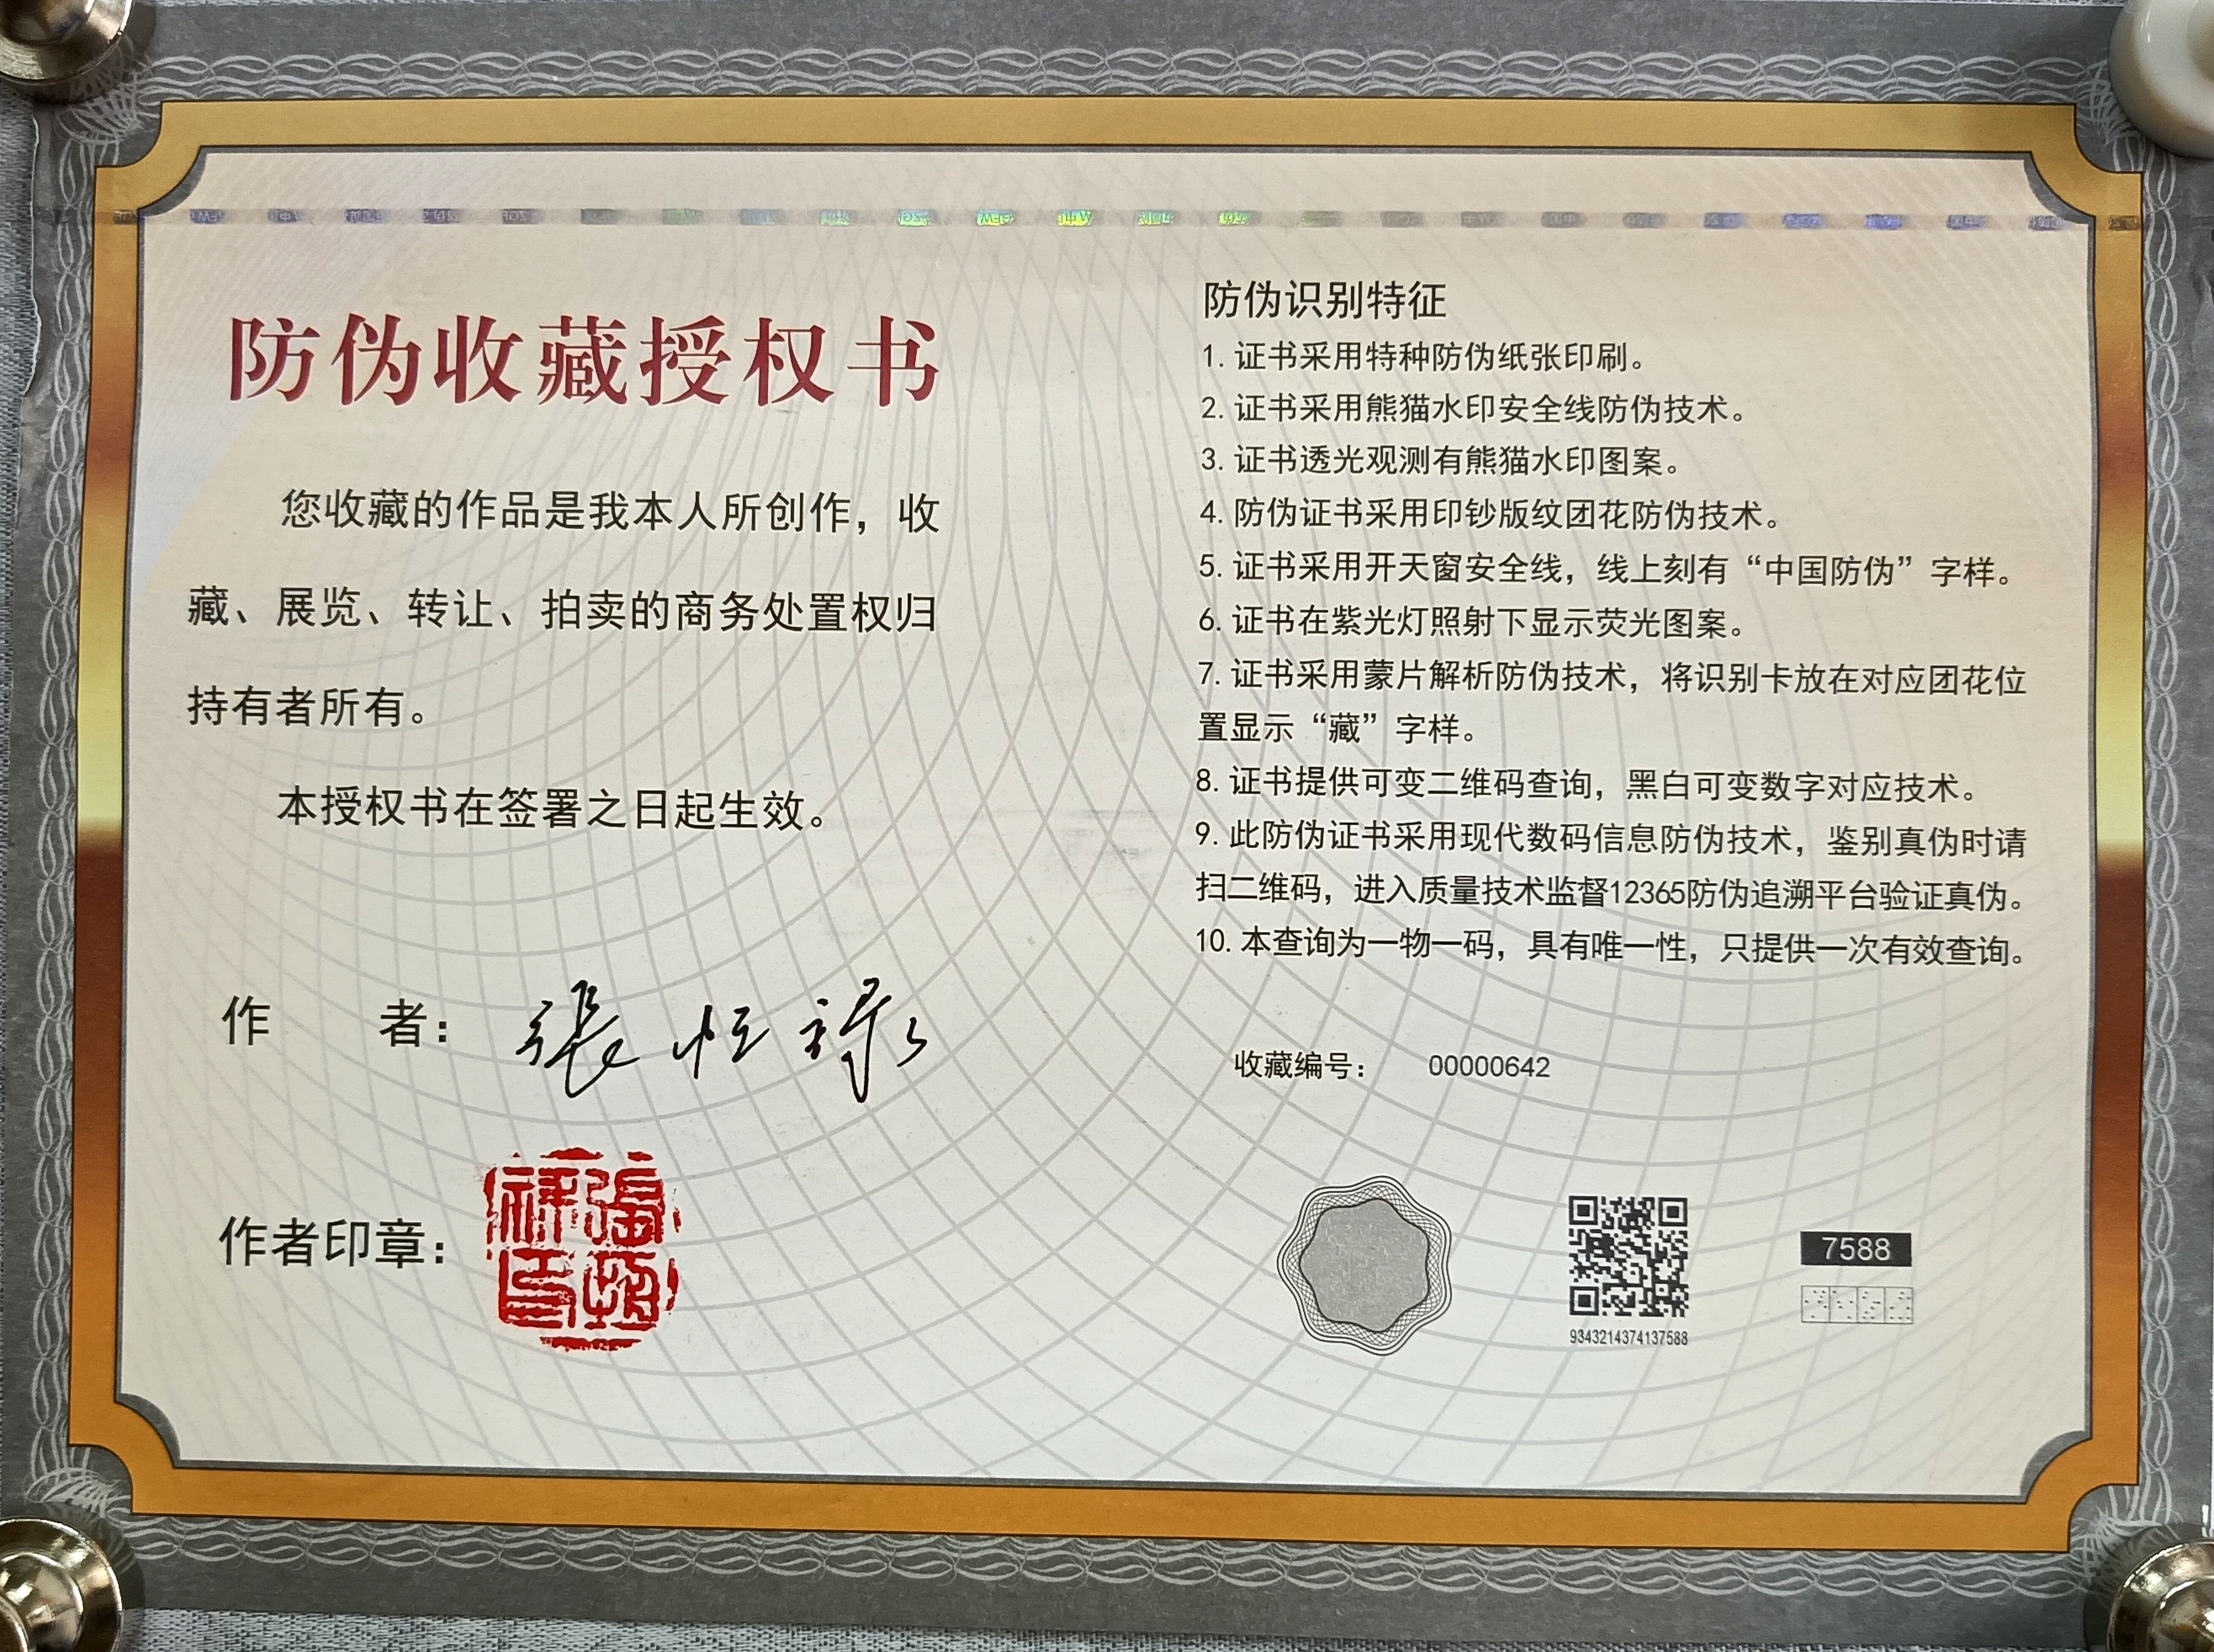 防伪收藏授权书
您收藏的作品是我本人所创作，收
藏、展览、转让、拍卖的商务处置权归
持有者所有。
本授权书在签署之日起生效。
作 者：張恒
作者印章：
防伪识别特征
1. 证书采用特种防伪纸张印刷。
2. 证书采用熊猫水印安全线防伪技术。
3. 证书透光观测有熊猫水印图案。
4. 防伪证书采用印钞版纹团花防伪技术。
5. 证书采用开天窗安全线，线上刻有“中国防伪”字样。
6. 证书在紫光灯照射下显示荧光图案。
7. 证书采用蒙片解析防伪技术，将识别卡放在对应团花位
置显示“藏”字样。
8. 证书提供可变二维码查询，黑白可变数字对应技术。
9. 此防伪证书采用现代数码信息防伪技术，鉴别真伪时请
扫二维码，进入质量技术监督12365防伪追溯平台验证真伪。
10. 本查询为一物一码，具有唯一性，只提供一次有效查询。
收藏编号： 00000642
7588
9343214374137588